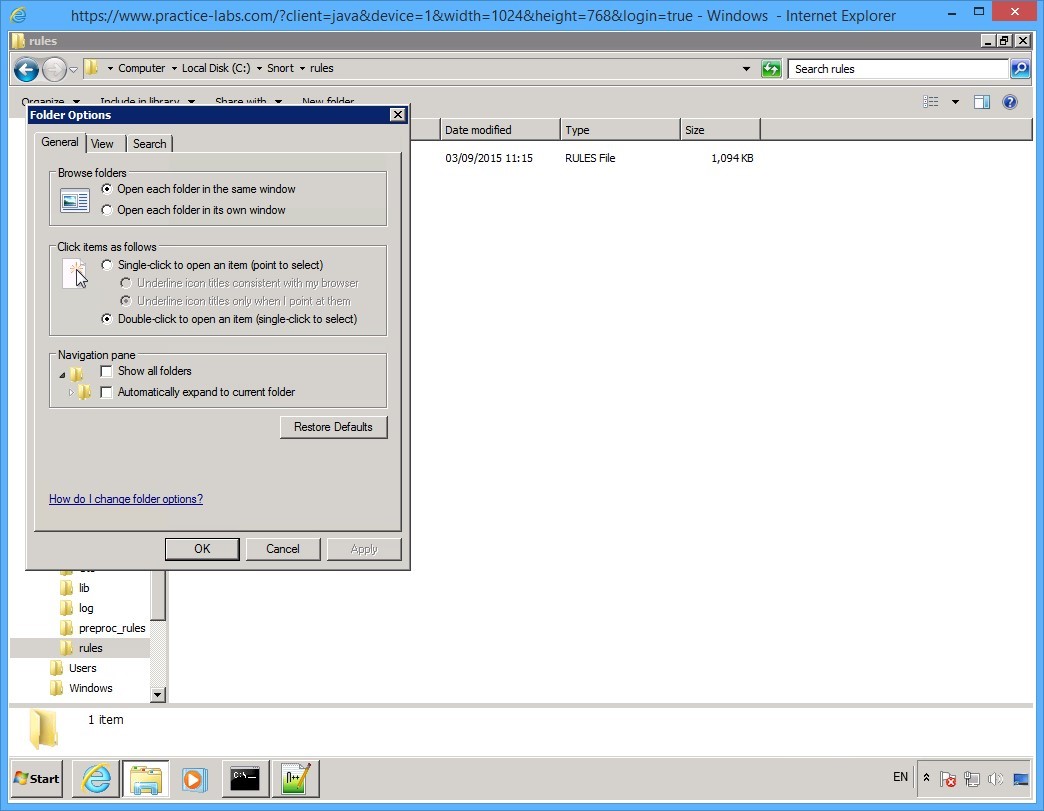 https://www.practice-labs.com/?client=java&device=1&width=1024&height=768&login=true - Windows - Internet Explorer
rules
Computer Local Disk (C:) Snort rules
Search rules
Organize Include in library Share with New folder
Folder Options
General View Search
Date modified Type Size
03/09/2015 11:15 RULES File 1,094 KB
Browse folders
Open each folder in the same window
Open each folder in its own window
Click items as follows
Single-click to open an item (point to select)
Underline icon titles consistent with my browser
Underline icon titles only when I point at them
Double-click to open an item (single-click to select)
Navigation pane
Show all folders
Automatically expand to current folder
Restore Defaults
How do I change folder options?
OK Cancel Apply
lib
log
preproc_rules
rules
Users
Windows
1 item
Start
C:\
N++
EN